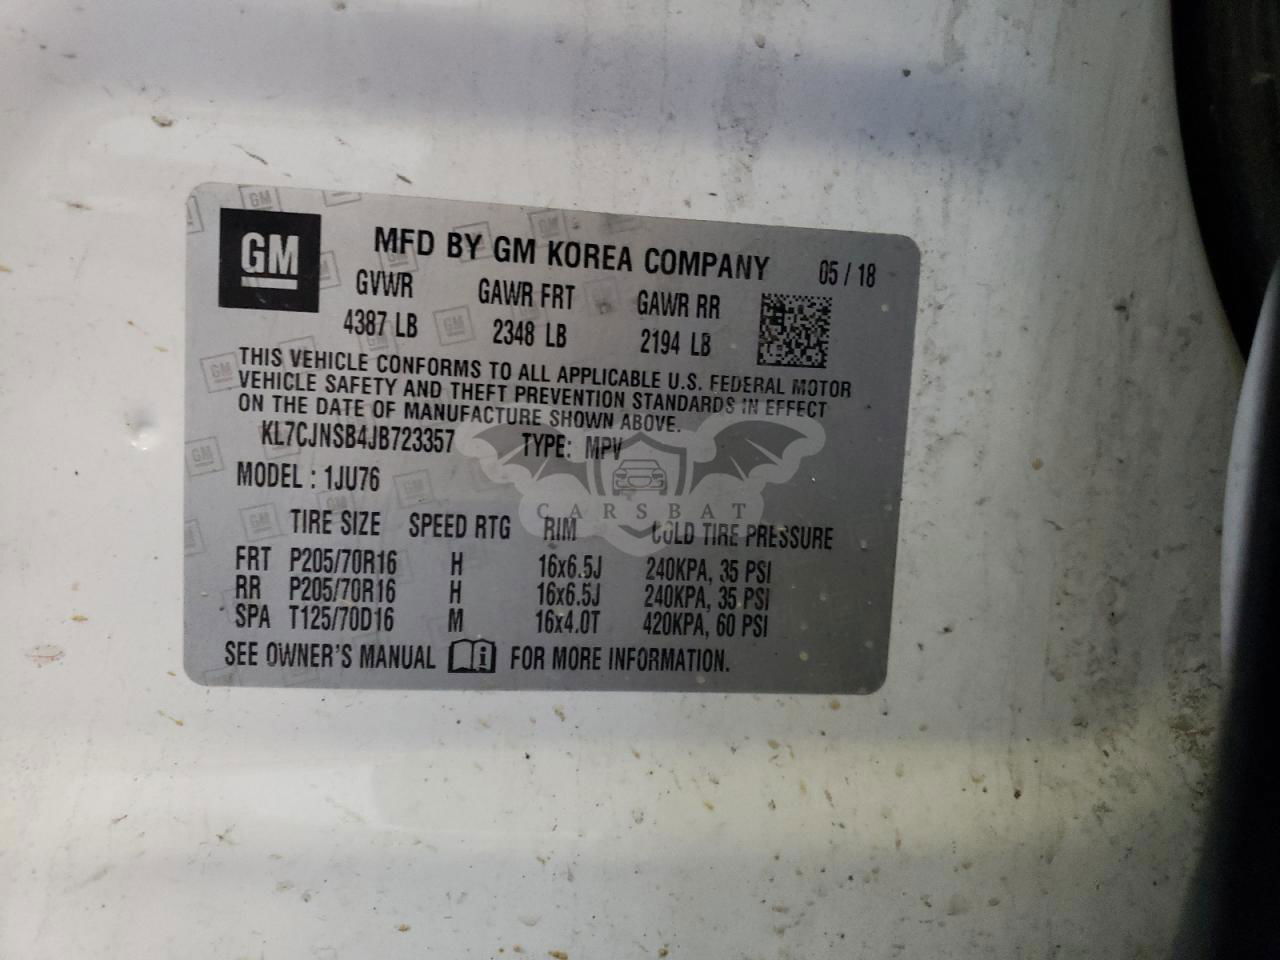 GM
MFD BY GM KOREA COMPANY 05 / 18
GVWR GAWR FRT GAWR RR
4387 LB 2348 LB 2194 LB
THIS VEHICLE CONFORMS TO ALL APPLICABLE U.S. FEDERAL MOTOR
VEHICLE SAFETY AND THEFT PREVENTION STANDARDS IN EFFECT
ON THE DATE OF MANUFACTURE SHOWN ABOVE.
KL7CJNSB4JB723357 TYPE: MPV
MODEL : 1JU76
CARSBAT
TIRE SIZE SPEED RTG RIM COLD TIRE PRESSURE
FRT P205/70R16 H 16x6.5J 240KPA, 35 PSI
RR P205/70R16 H 16x6.5J 240KPA, 35 PSI
SPA T125/70D16 M 16x4.0T 420KPA, 60 PSI
SEE OWNER'S MANUAL i FOR MORE INFORMATION.